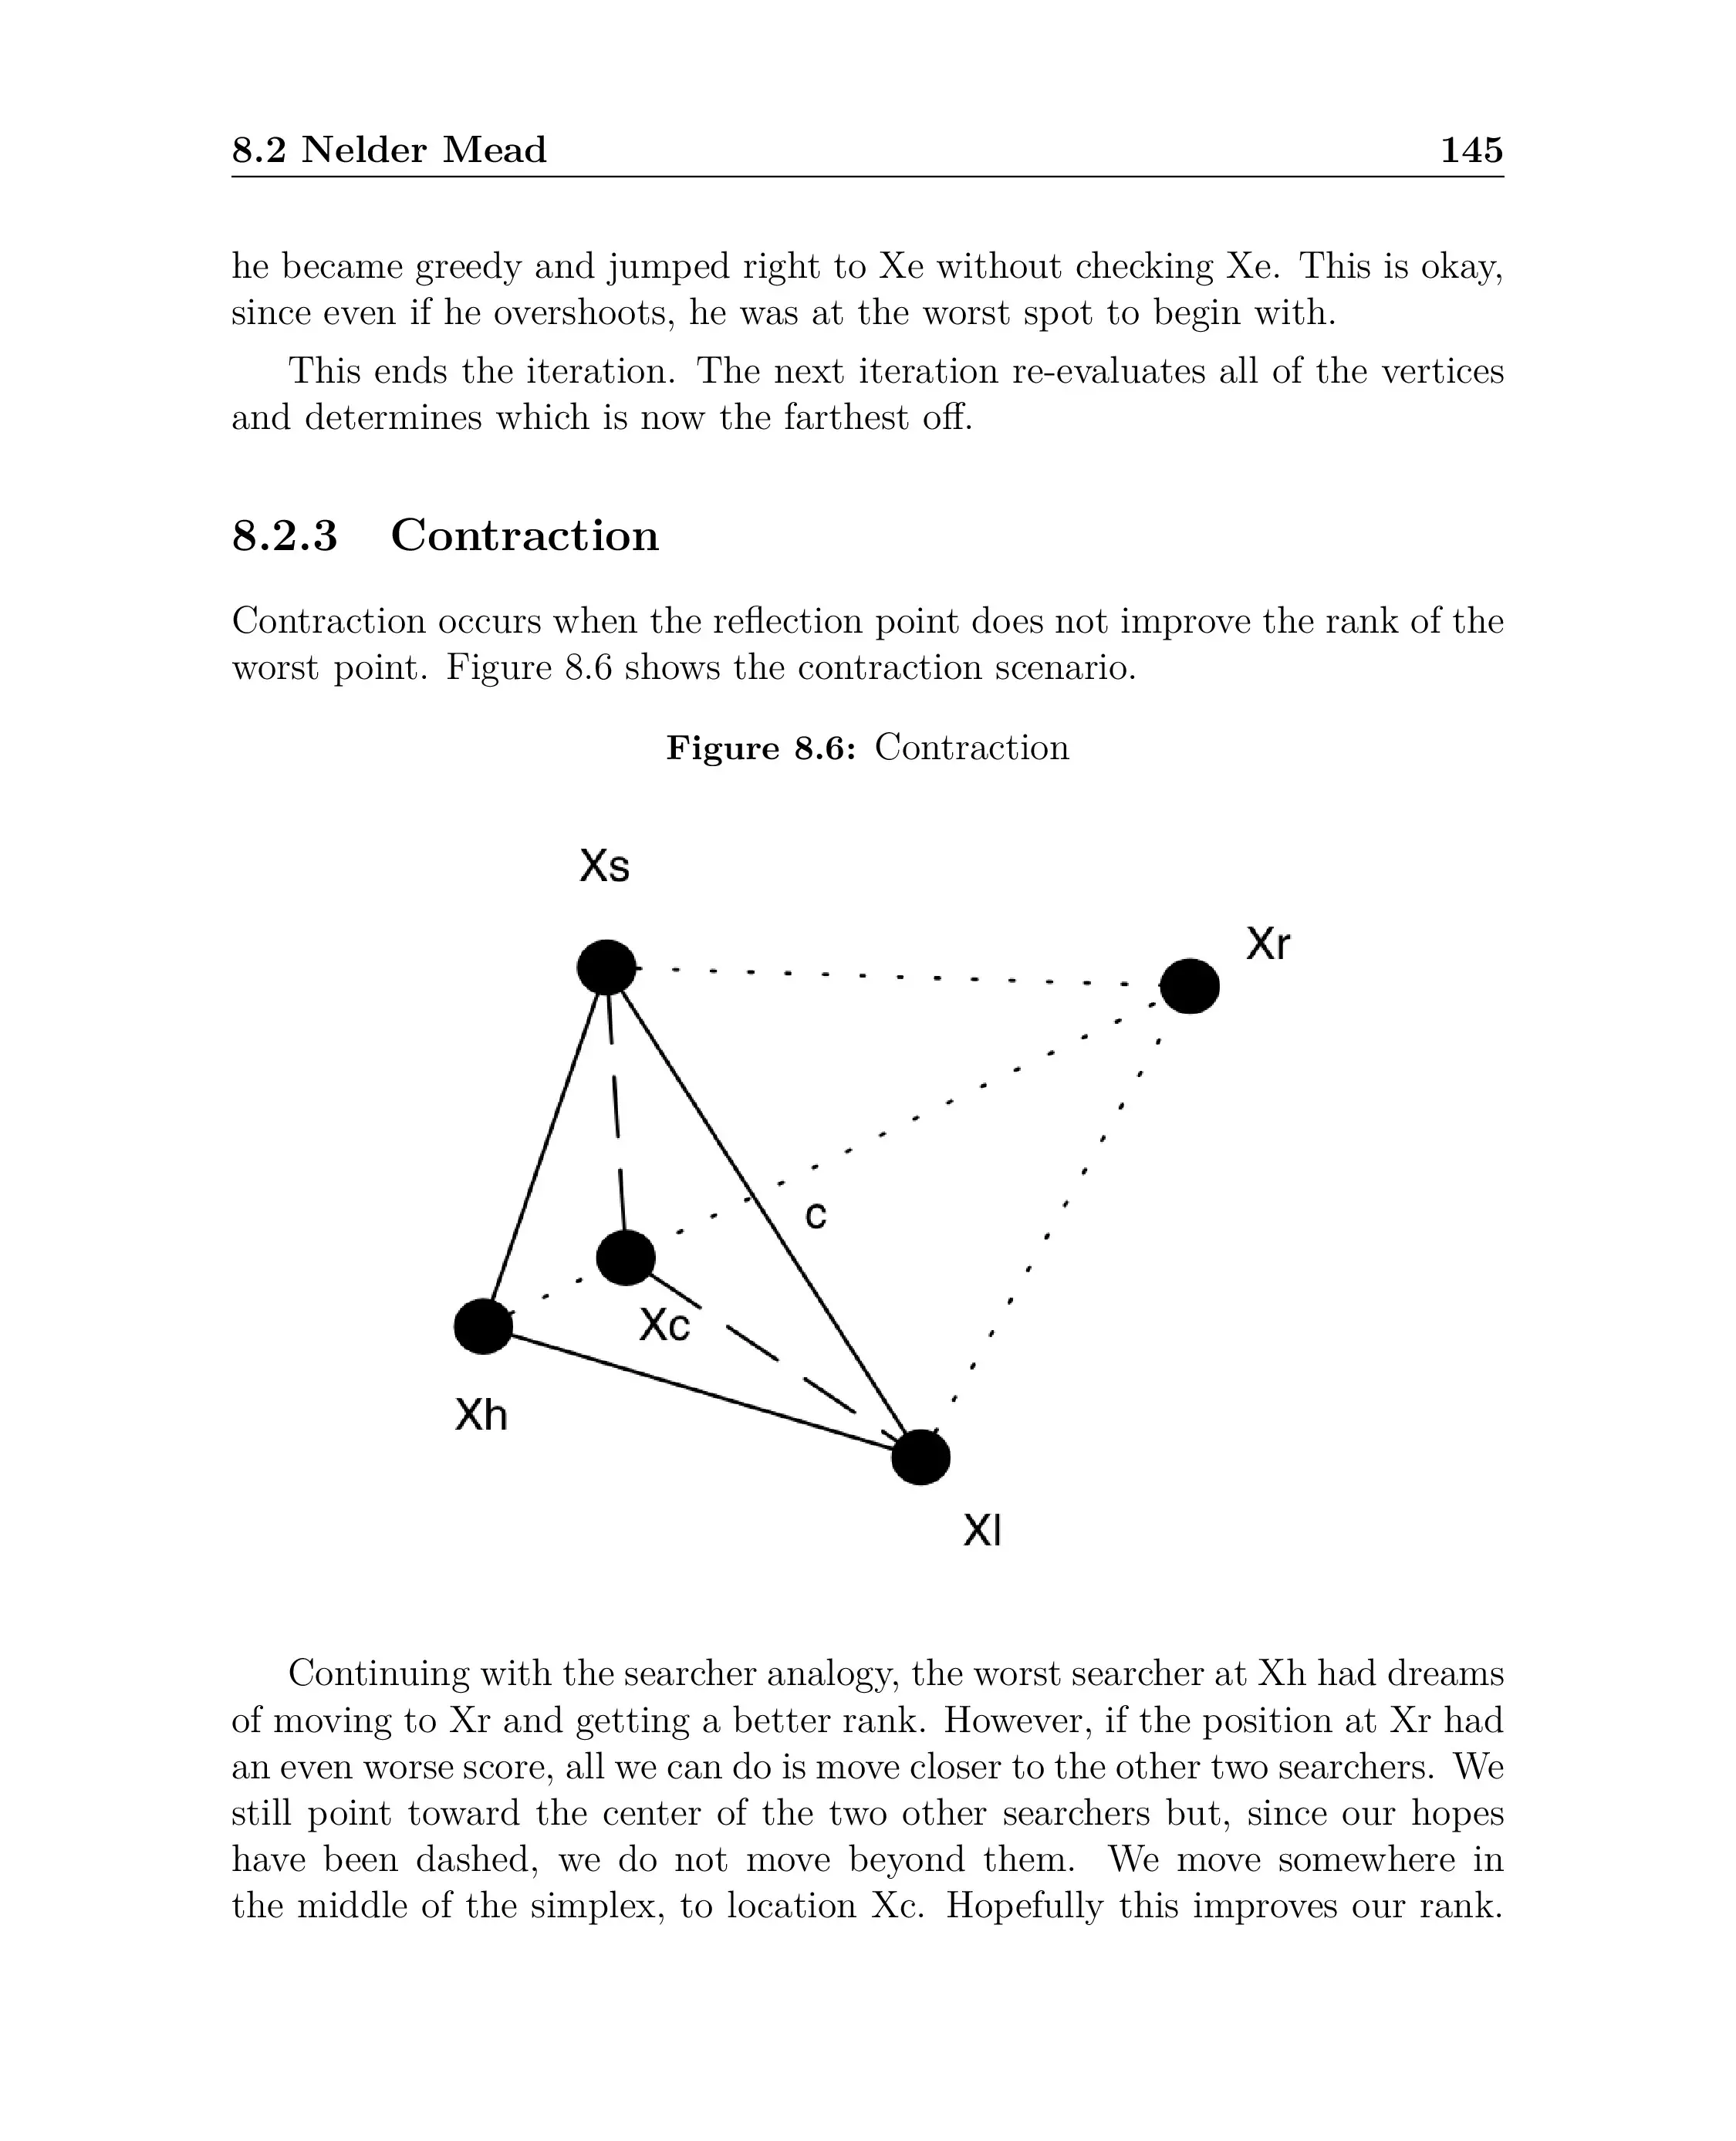 8.2 Nelder Mead 145
he became greedy and jumped right to Xe without checking Xe. This is okay,
since even if he overshoots, he was at the worst spot to begin with.
This ends the iteration. The next iteration re-evaluates all of the vertices
and determines which is now the farthest off.
8.2.3 Contraction
Contraction occurs when the reflection point does not improve the rank of the
worst point. Figure 8.6 shows the contraction scenario.
Figure 8.6: Contraction
Xs
Xr
c
Xc
Xh
Xl
Continuing with the searcher analogy, the worst searcher at Xh had dreams
of moving to Xr and getting a better rank. However, if the position at Xr had
an even worse score, all we can do is move closer to the other two searchers. We
still point toward the center of the two other searchers but, since our hopes
have been dashed, we do not move beyond them. We move somewhere in
the middle of the simplex, to location Xc. Hopefully this improves our rank.